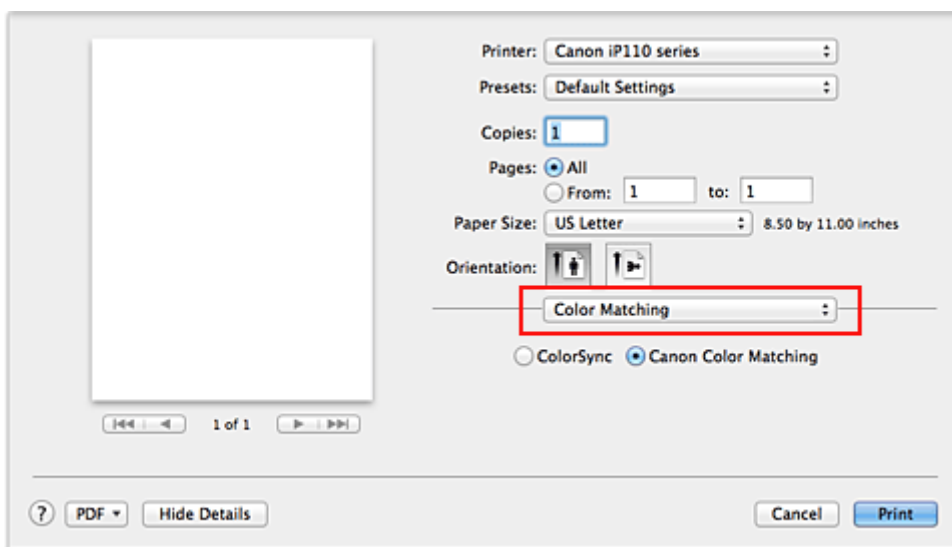 Printer: Canon iP110 series
Presets: Default Settings
Copies: 1
Pages: All
From: 1 to: 1
Paper Size: US Letter 8.50 by 11.00 inches
Orientation:
Color Matching
ColorSync Canon Color Matching
1 of 1
? PDF Hide Details Cancel Print